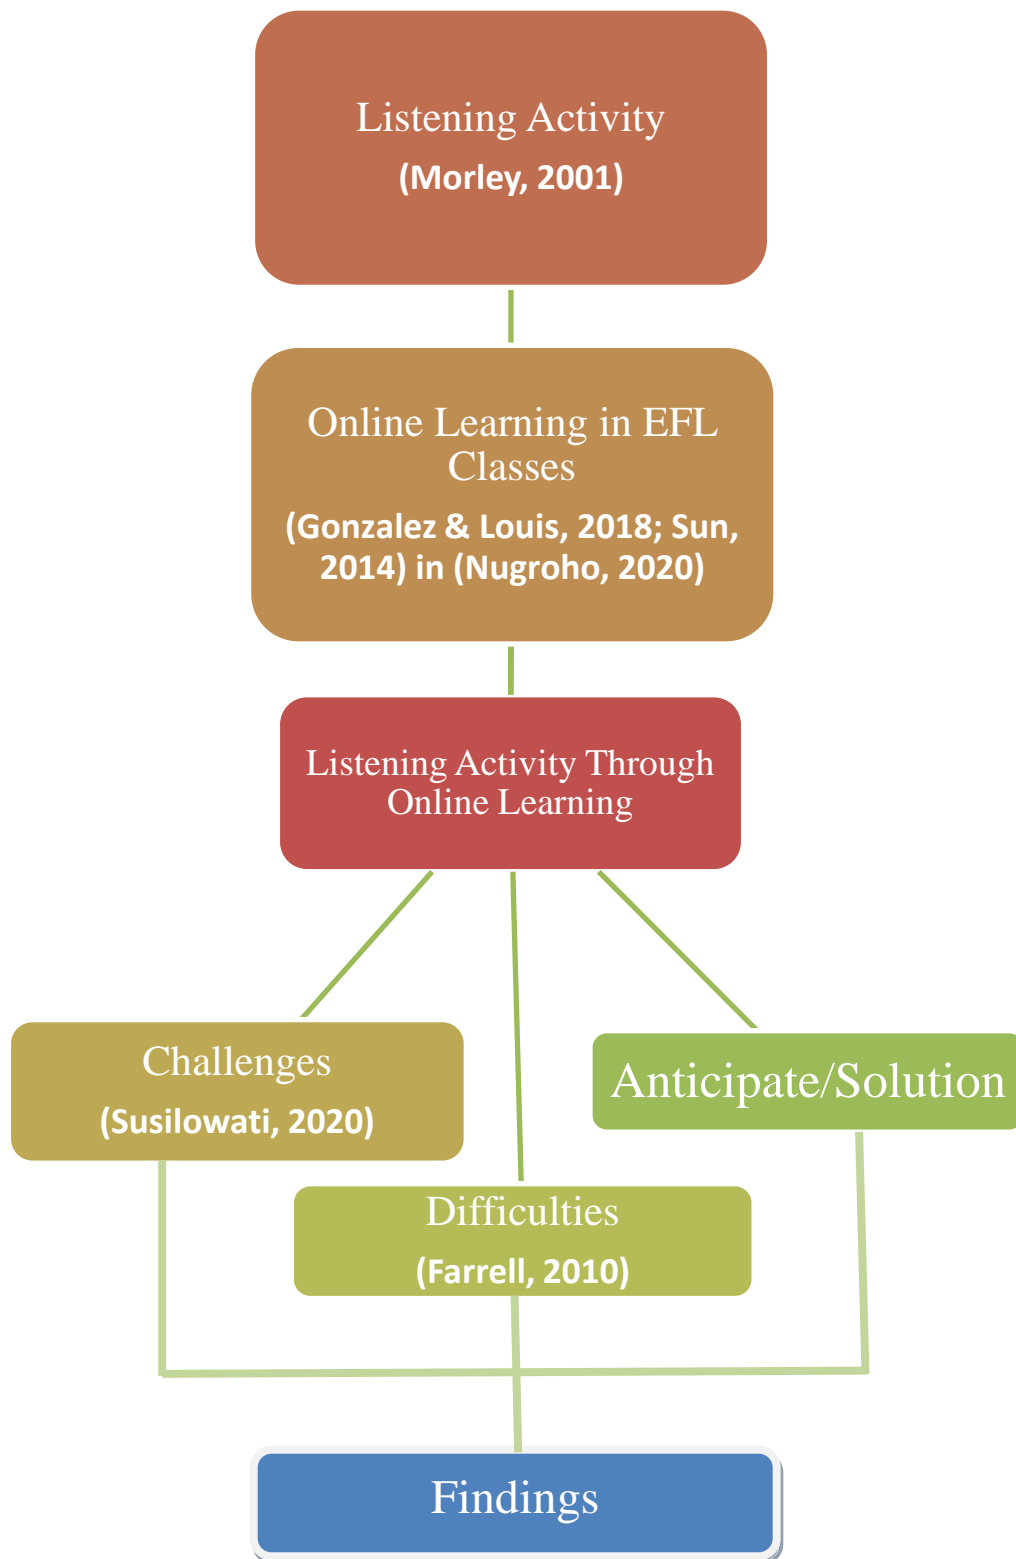 Listening Activity
(Morley, 2001)
Online Learning in EFL
Classes
(Gonzalez & Louis, 2018; Sun,
2014) in (Nugroho, 2020)
Listening Activity Through
Online Learning
Challenges
(Susilowati, 2020)
Anticipate/Solution
Difficulties
(Farrell, 2010)
Findings